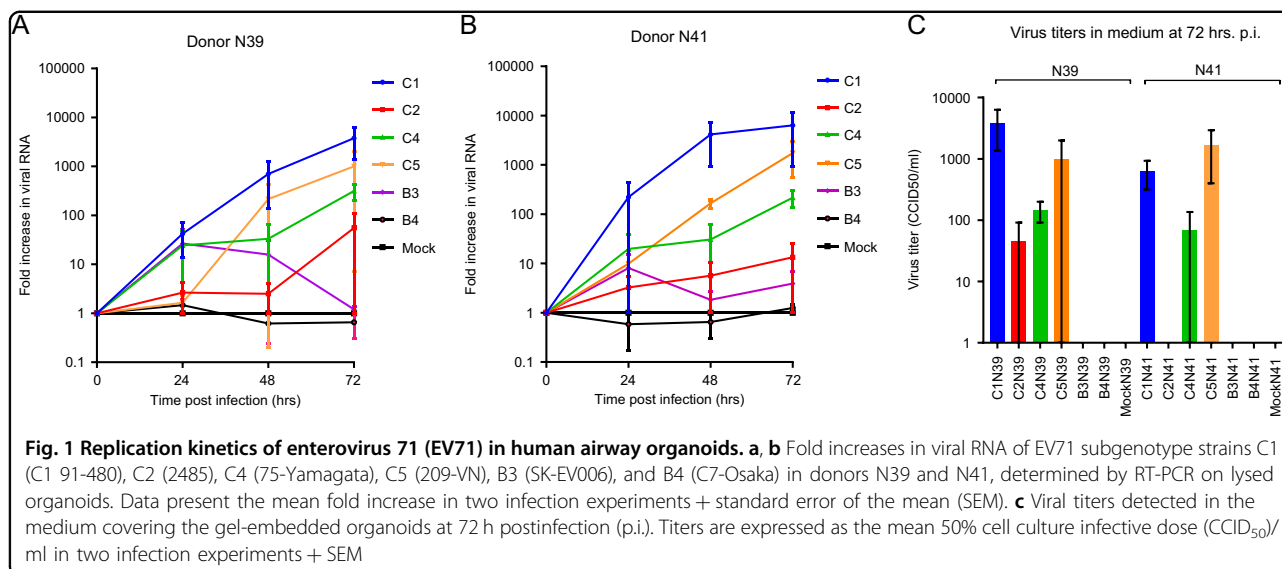 A
Donor N39
Fold increase in viral RNA
100000
10000
1000
100
10
1
0.1
0
24
48
72
Time post infection (hrs)
C1
C2
C4
C5
B3
B4
Mock
B
Donor N41
Fold increase in viral RNA
100000
10000
1000
100
10
1
0.1
0
24
48
72
Time post infection (hrs)
C1
C2
C4
C5
B3
B4
Mock
C
Virus titers in medium at 72 hrs. p.i.
N39
N41
Virus titer (CCID50/ml)
10000
1000
100
10
1
C1N39
C2N39
C4N39
C5N39
B3N39
B4N39
MockN39
C1N41
C2N41
C4N41
C5N41
B3N41
B4N41
MockN41
Fig. 1 Replication kinetics of enterovirus 71 (EV71) in human airway organoids. a, b Fold increases in viral RNA of EV71 subgenotype strains C1
(C1 91-480), C2 (2485), C4 (75-Yamagata), C5 (209-VN), B3 (SK-EV006), and B4 (C7-Osaka) in donors N39 and N41, determined by RT-PCR on lysed
organoids. Data present the mean fold increase in two infection experiments + standard error of the mean (SEM). c Viral titers detected in the
medium covering the gel-embedded organoids at 72 h postinfection (p.i.). Titers are expressed as the mean 50% cell culture infective dose (CCID50)/
ml in two infection experiments + SEM